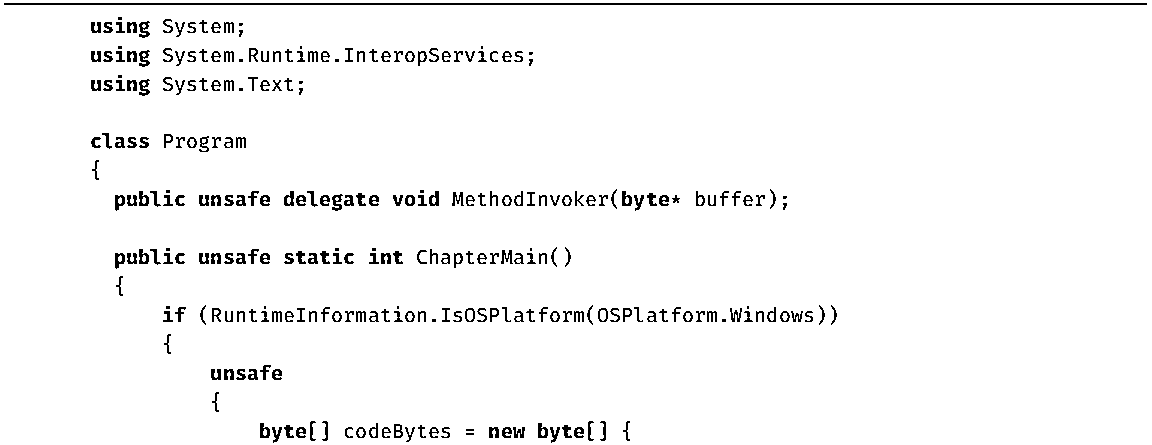 using System;
using System.Runtime.InteropServices;
using System.Text;

class Program
{
  public unsafe delegate void MethodInvoker(byte* buffer);

  public unsafe static int ChapterMain()
  {
      if (RuntimeInformation.IsOSPlatform(OSPlatform.Windows))
      {
          unsafe
          {
              byte[] codeBytes = new byte[] {